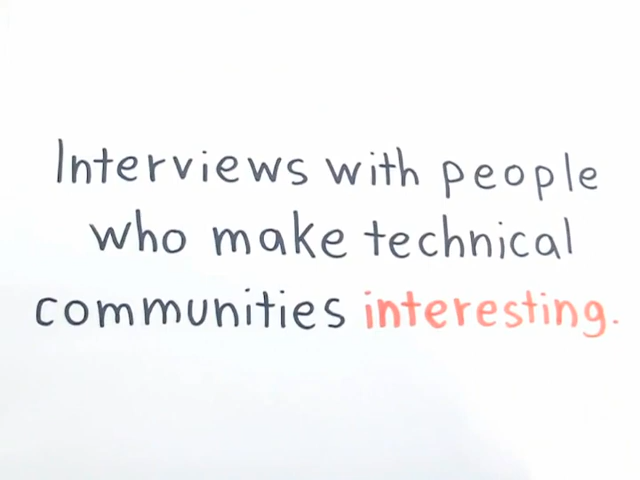 Interviews with people
who make technical
communities interesting.